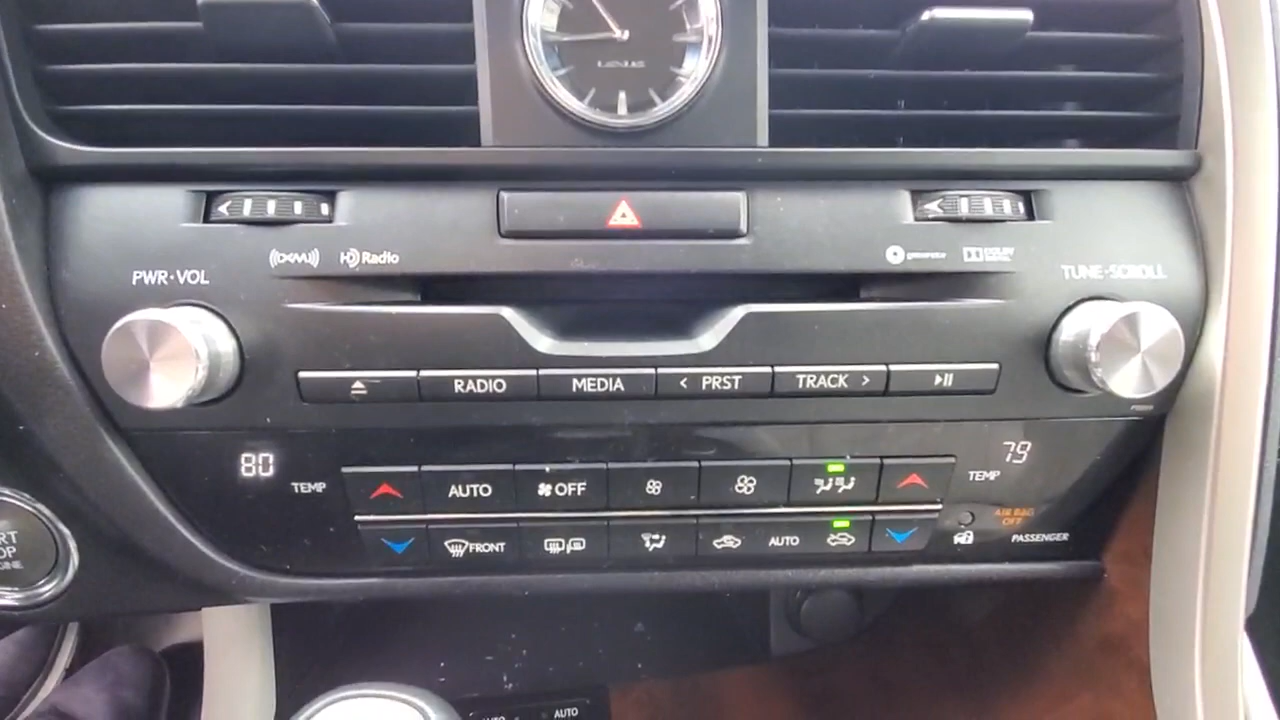 LEXUS
HD Radio
DOLBY
PWR·VOL
TUNE·SCROLL
RADIO
MEDIA
< PRST
TRACK >
80
TEMP
AUTO
OFF
79
TEMP
FRONT
AUTO
AIR BAG
OFF
PASSENGER
AUTO